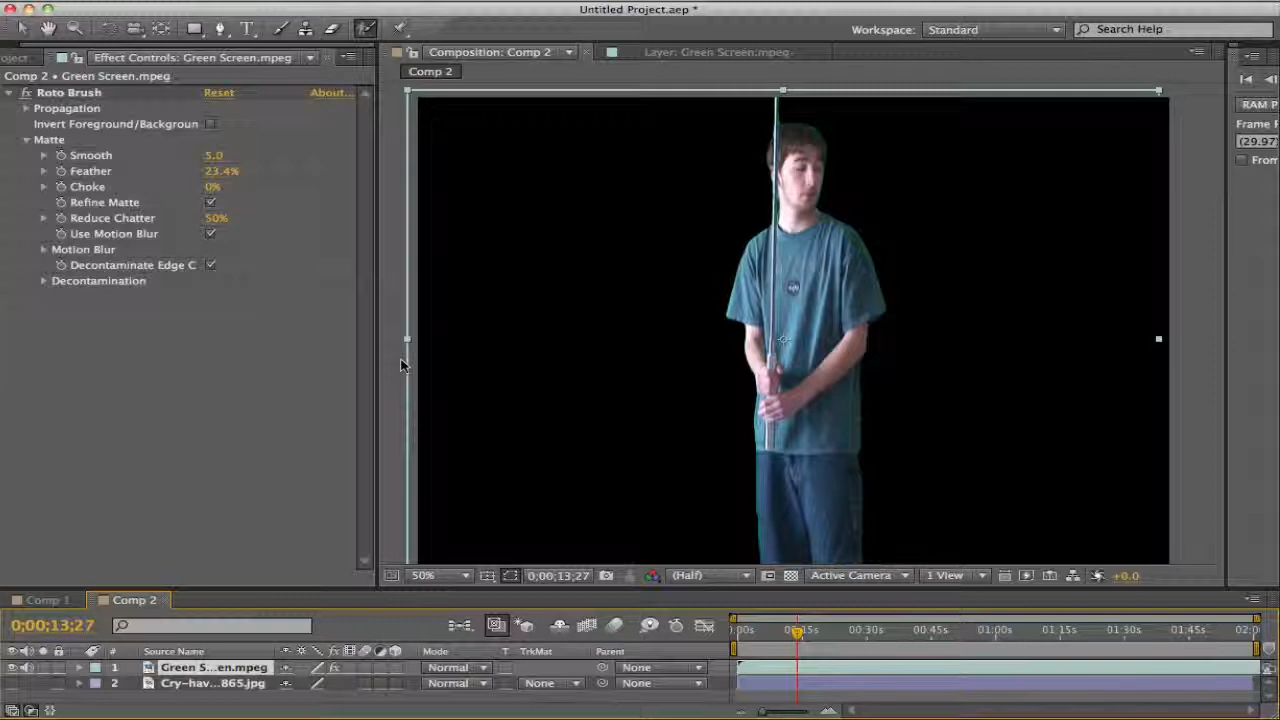 Untitled Project.aep *
Workspace: Standard
Search Help
Effect Controls: Green Screen.mpeg
Composition: Comp 2
Layer: Green Screen.mpeg
Comp 2 • Green Screen.mpeg
Comp 2
Roto Brush Reset About...
Propagation
Invert Foreground/Backgroun
Matte
Smooth 5.0
Feather 23.4%
Choke 0%
Refine Matte
Reduce Chatter 50%
Use Motion Blur
Motion Blur
Decontaminate Edge C
Decontamination
RAM P
Frame F
(29.97)
From
50% 0;00;13;27 (Half) Active Camera 1 View +0.0
Comp 1 Comp 2
0;00;13;27
:00s 00:15s 00:30s 00:45s 01:00s 01:15s 01:30s 01:45s 02:0
# Source Name Mode T TrkMat Parent
1 Green S...en.mpeg Normal None
2 Cry-hav...865.jpg Normal None None